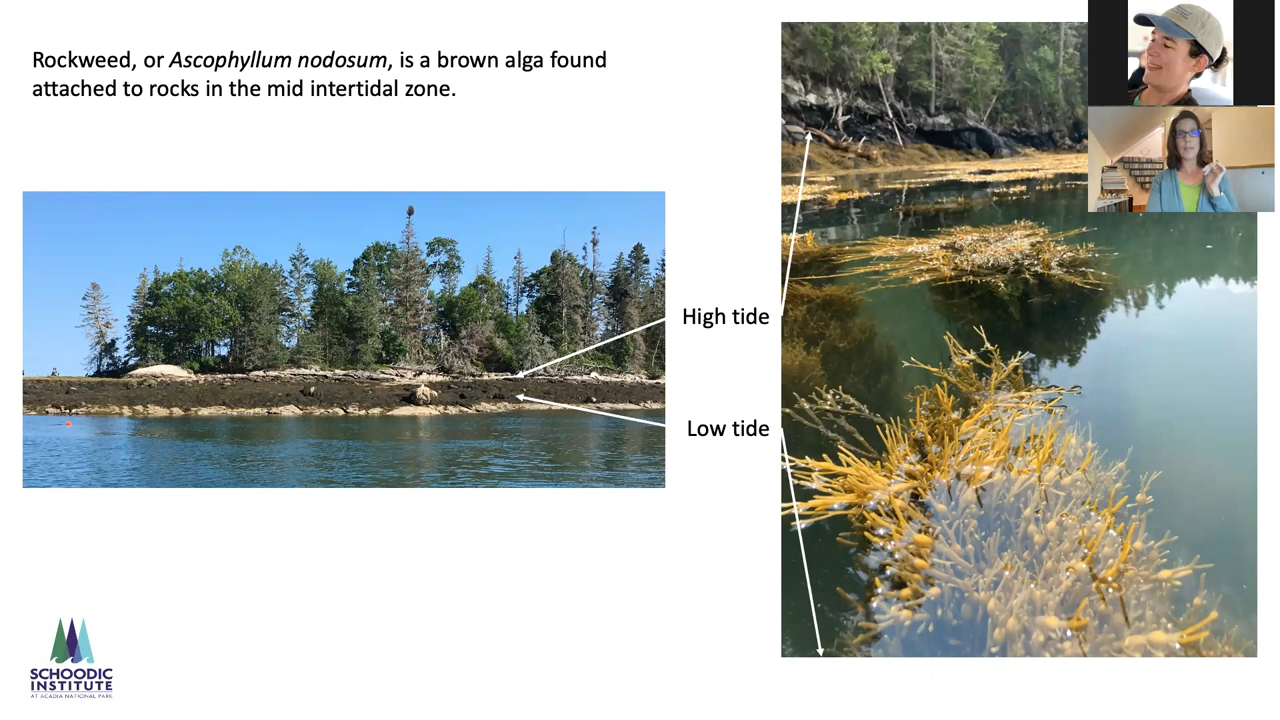 Rockweed, or Ascophyllum nodosum, is a brown alga found
attached to rocks in the mid intertidal zone.
High tide
Low tide
SCHOODIC
INSTITUTE
AT ACADIA NATIONAL PARK